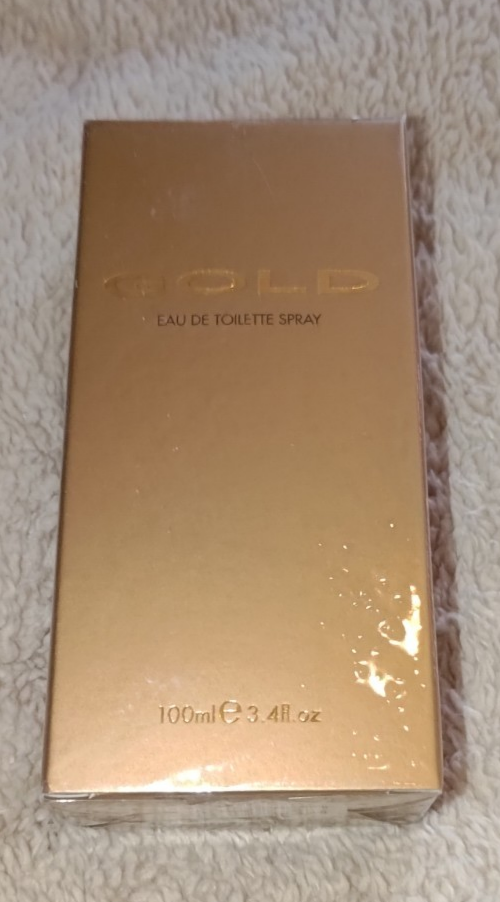 GOLD
EAU DE TOILETTE SPRAY
100ml ℮ 3.4fl.oz